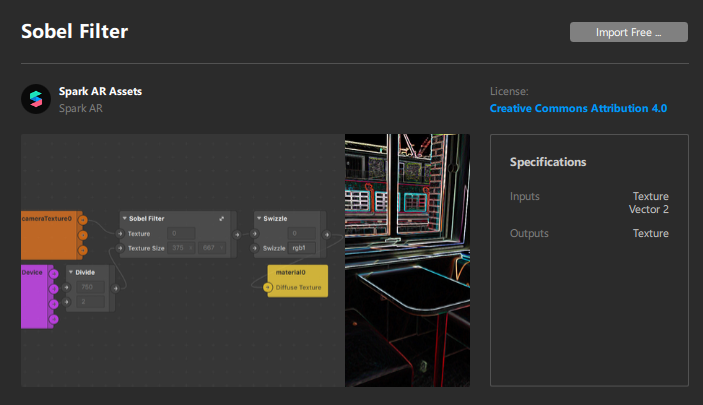 Sobel Filter
Import Free ...
Spark AR Assets
Spark AR
License:
Creative Commons Attribution 4.0
Specifications
Inputs Texture
Vector 2
Outputs Texture
cameraTexture0
Sobel Filter
Texture 0
Texture Size 375 667
Swizzle
0
Swizzle rgb1
Device
Divide
750
2
material0
Diffuse Texture